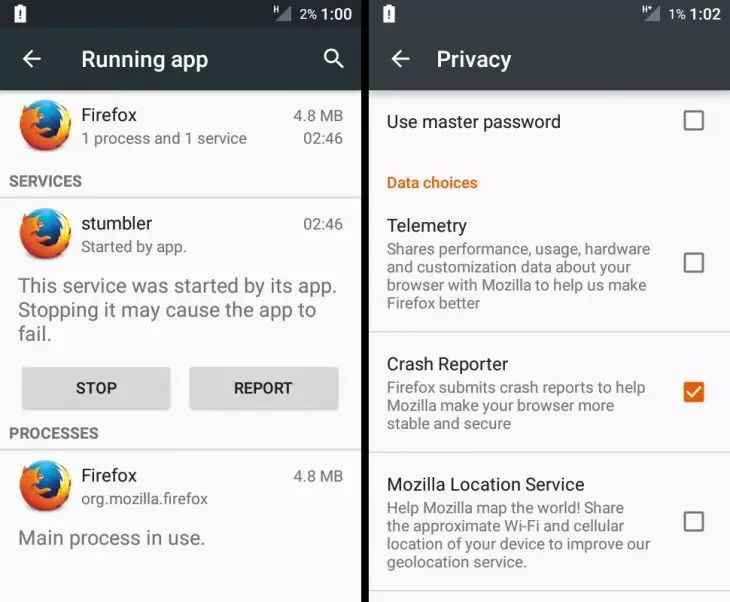 H 2% 1:00
Running app
Firefox 4.8 MB
1 process and 1 service 02:46
SERVICES
stumbler 02:46
Started by app.
This service was started by its app.
Stopping it may cause the app to
fail.
STOP REPORT
PROCESSES
Firefox 4.8 MB
org.mozilla.firefox
Main process in use.
H+ 1% 1:02
Privacy
Use master password
Data choices
Telemetry
Shares performance, usage, hardware
and customization data about your
browser with Mozilla to help us make
Firefox better
Crash Reporter
Firefox submits crash reports to help
Mozilla make your browser more
stable and secure
Mozilla Location Service
Help Mozilla map the world! Share
the approximate Wi-Fi and cellular
location of your device to improve our
geolocation service.